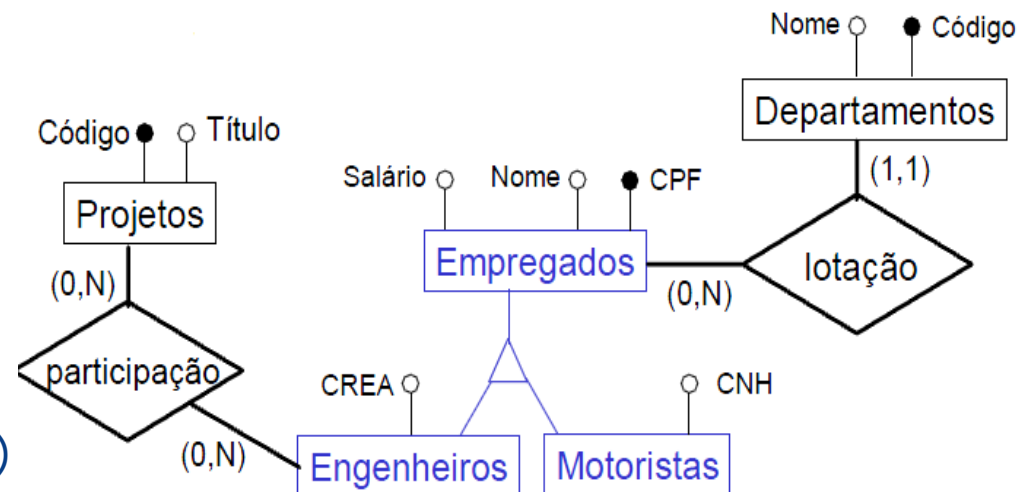 Nome
Código
Departamentos
(1,1)
lotação
(0,N)
Código
Título
Projetos
(0,N)
participação
(0,N)
Salário
Nome
CPF
Empregados
CREA
CNH
Engenheiros
Motoristas
)